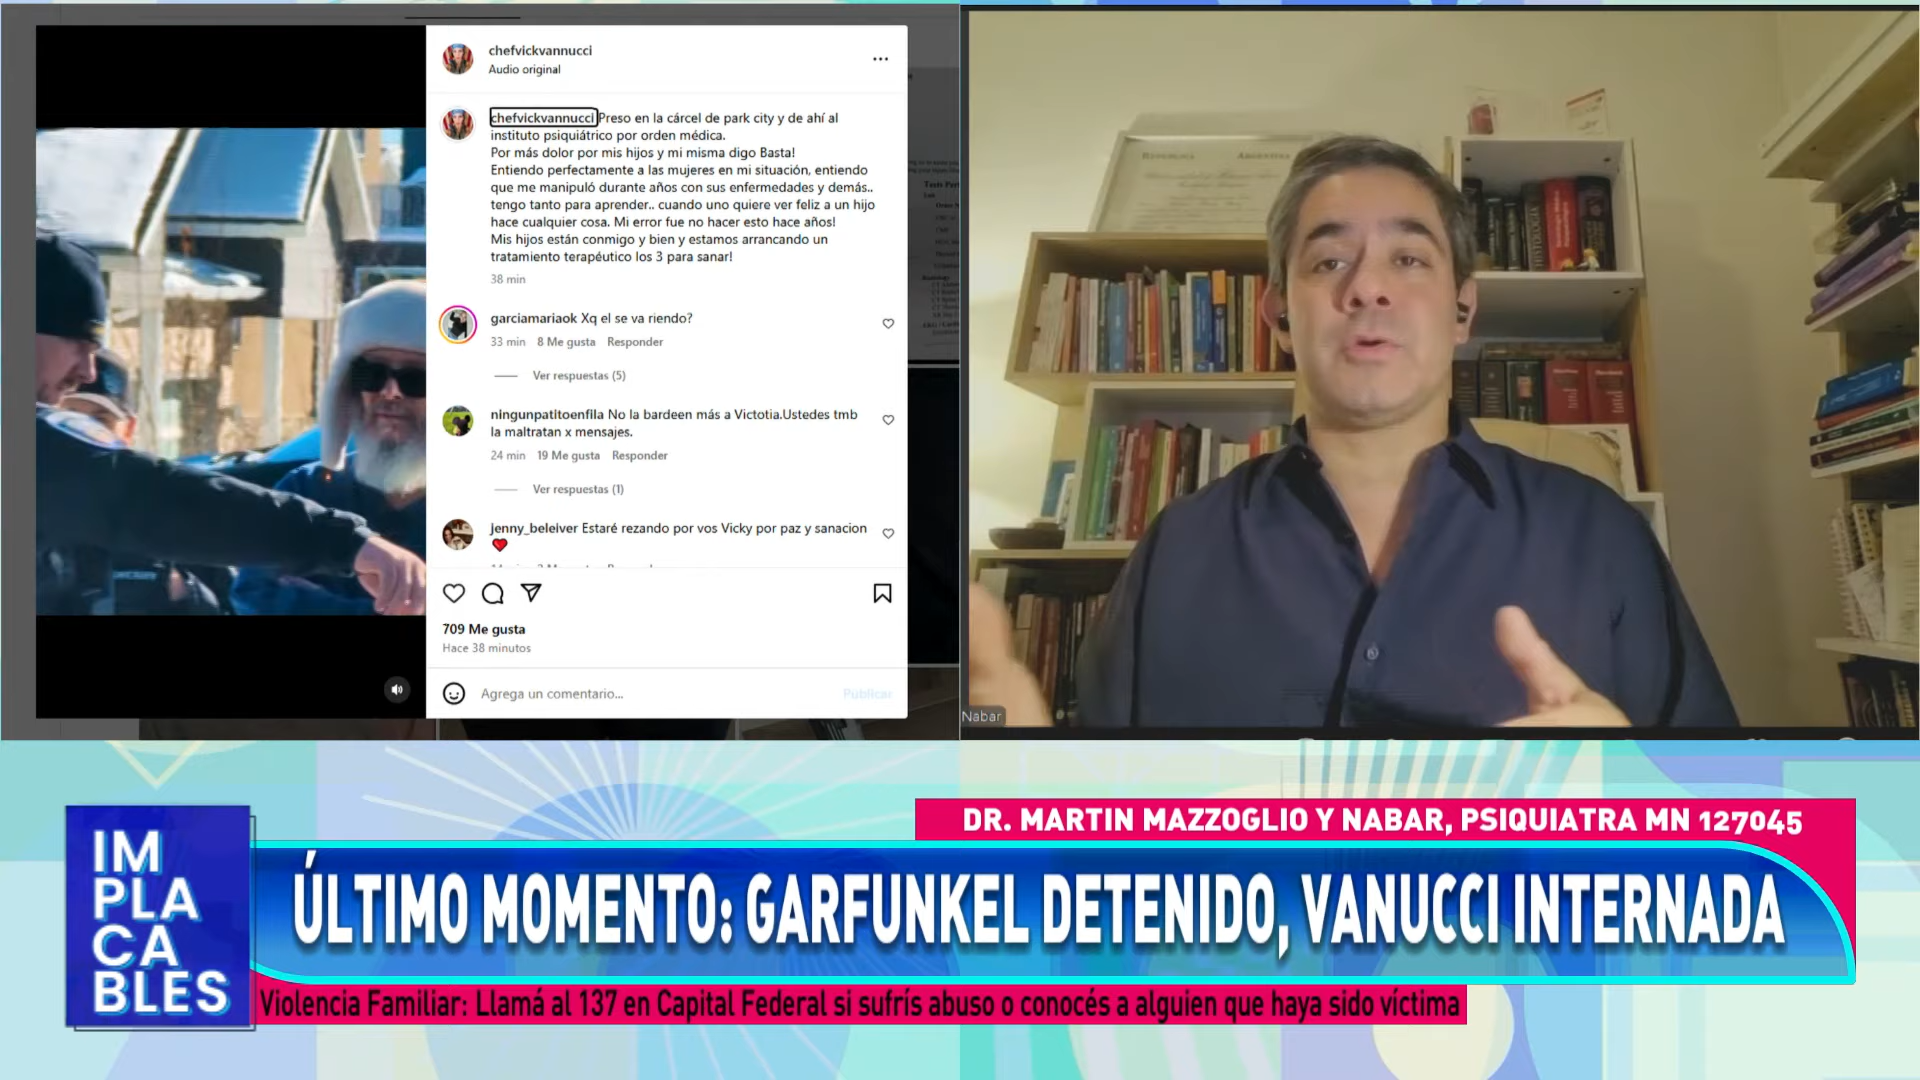 chefvickvannucci
Audio original
chefvickvannucci Preso en la cárcel de park city y de ahí al
instituto psiquiátrico por orden médica.
Por más dolor por mis hijos y mi misma digo Basta!
Entiendo perfectamente a las mujeres en mi situación, entiendo
que me manipuló durante años con sus enfermedades y demás..
tengo tanto para aprender.. cuando uno quiere ver feliz a un hijo
hace cualquier cosa. Mi error fue no hacer esto hace años!
Mis hijos están conmigo y bien y estamos arrancando un
tratamiento terapéutico los 3 para sanar!
38 min
garciamariaok Xq el se va riendo?
33 min 8 Me gusta Responder
Ver respuestas (5)
ningunpatitoenfila No la bardeen más a Victotia.Ustedes tmb
la maltratan x mensajes.
24 min 19 Me gusta Responder
Ver respuestas (1)
jenny_beleiver Estaré rezando por vos Vicky por paz y sanacion
❤️
709 Me gusta
Hace 38 minutos
Agrega un comentario...
Publicar
REPUBLICA ARGENTINA
HISTOLOGIA
Nabar
DR. MARTIN MAZZOGLIO Y NABAR, PSIQUIATRA MN 127045
IM
PLA
CA
BLES
ÚLTIMO MOMENTO: GARFUNKEL DETENIDO, VANUCCI INTERNADA
Violencia Familiar: Llamá al 137 en Capital Federal si sufrís abuso o conocés a alguien que haya sido víctima